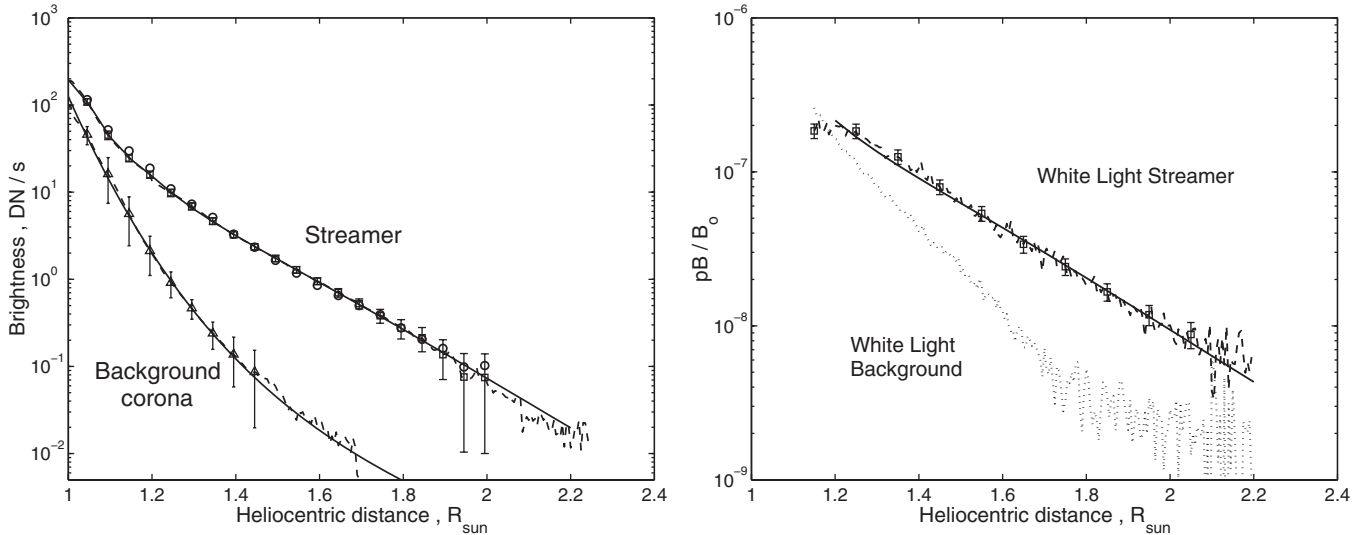 Brightness , DN / s
10^3
10^2
10^1
10^0
10^-1
10^-2
Streamer
Background
corona
1 1.2 1.4 1.6 1.8 2 2.2 2.4
Heliocentric distance , R_sun
pB / B_o
10^-6
10^-7
10^-8
10^-9
White Light Streamer
White Light
Background
1 1.2 1.4 1.6 1.8 2 2.2 2.4
Heliocentric distance , R_sun